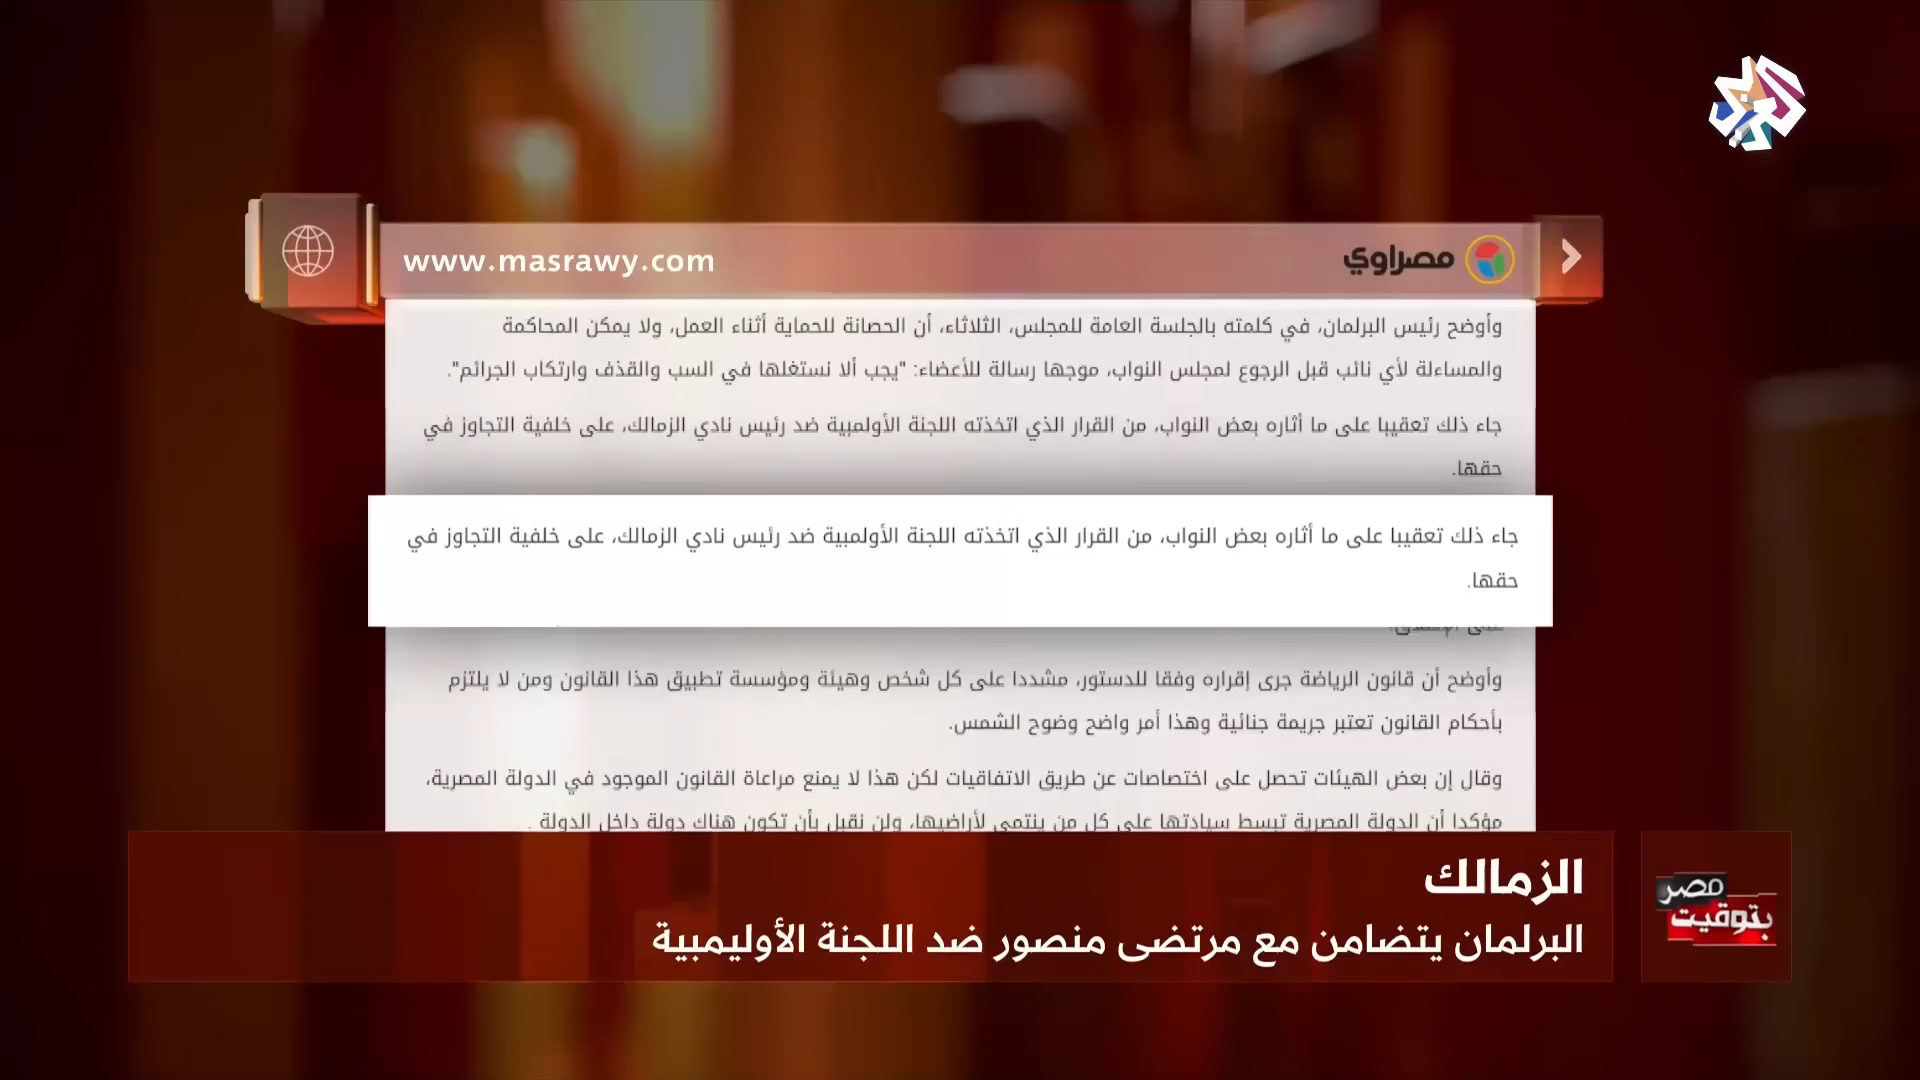 www.masrawy.com
مصراوي
وأوضح رئيس البرلمان، في كلمته بالجلسة العامة للمجلس، الثلاثاء، أن الحصانة للحماية أثناء العمل، ولا يمكن المحاكمة
والمساءلة لأي نائب قبل الرجوع لمجلس النواب، موجها رسالة للأعضاء: "يجب ألا نستغلها في السب والقذف وارتكاب الجرائم".
جاء ذلك تعقيبا على ما أثاره بعض النواب، من القرار الذي اتخذته اللجنة الأولمبية ضد رئيس نادي الزمالك، على خلفية التجاوز في
حقها.
جاء ذلك تعقيبا على ما أثاره بعض النواب، من القرار الذي اتخذته اللجنة الأولمبية ضد رئيس نادي الزمالك، على خلفية التجاوز في
حقها.
وأوضح أن قانون الرياضة جرى إقراره وفقا للدستور، مشددا على كل شخص وهيئة ومؤسسة تطبيق هذا القانون ومن لا يلتزم
بأحكام القانون تعتبر جريمة جنائية وهذا أمر واضح وضوح الشمس.
وقال إن بعض الهيئات تحصل على اختصاصات عن طريق الاتفاقيات لكن هذا لا يمنع مراعاة القانون الموجود في الدولة المصرية،
مؤكدا أن الدولة المصرية تبسط سيادتها على كل من ينتمي لأراضيها، ولن نقبل بأن تكون هناك دولة داخل الدولة .
الزمالك
البرلمان يتضامن مع مرتضى منصور ضد اللجنة الأوليمبية
مصر
بتوقيت